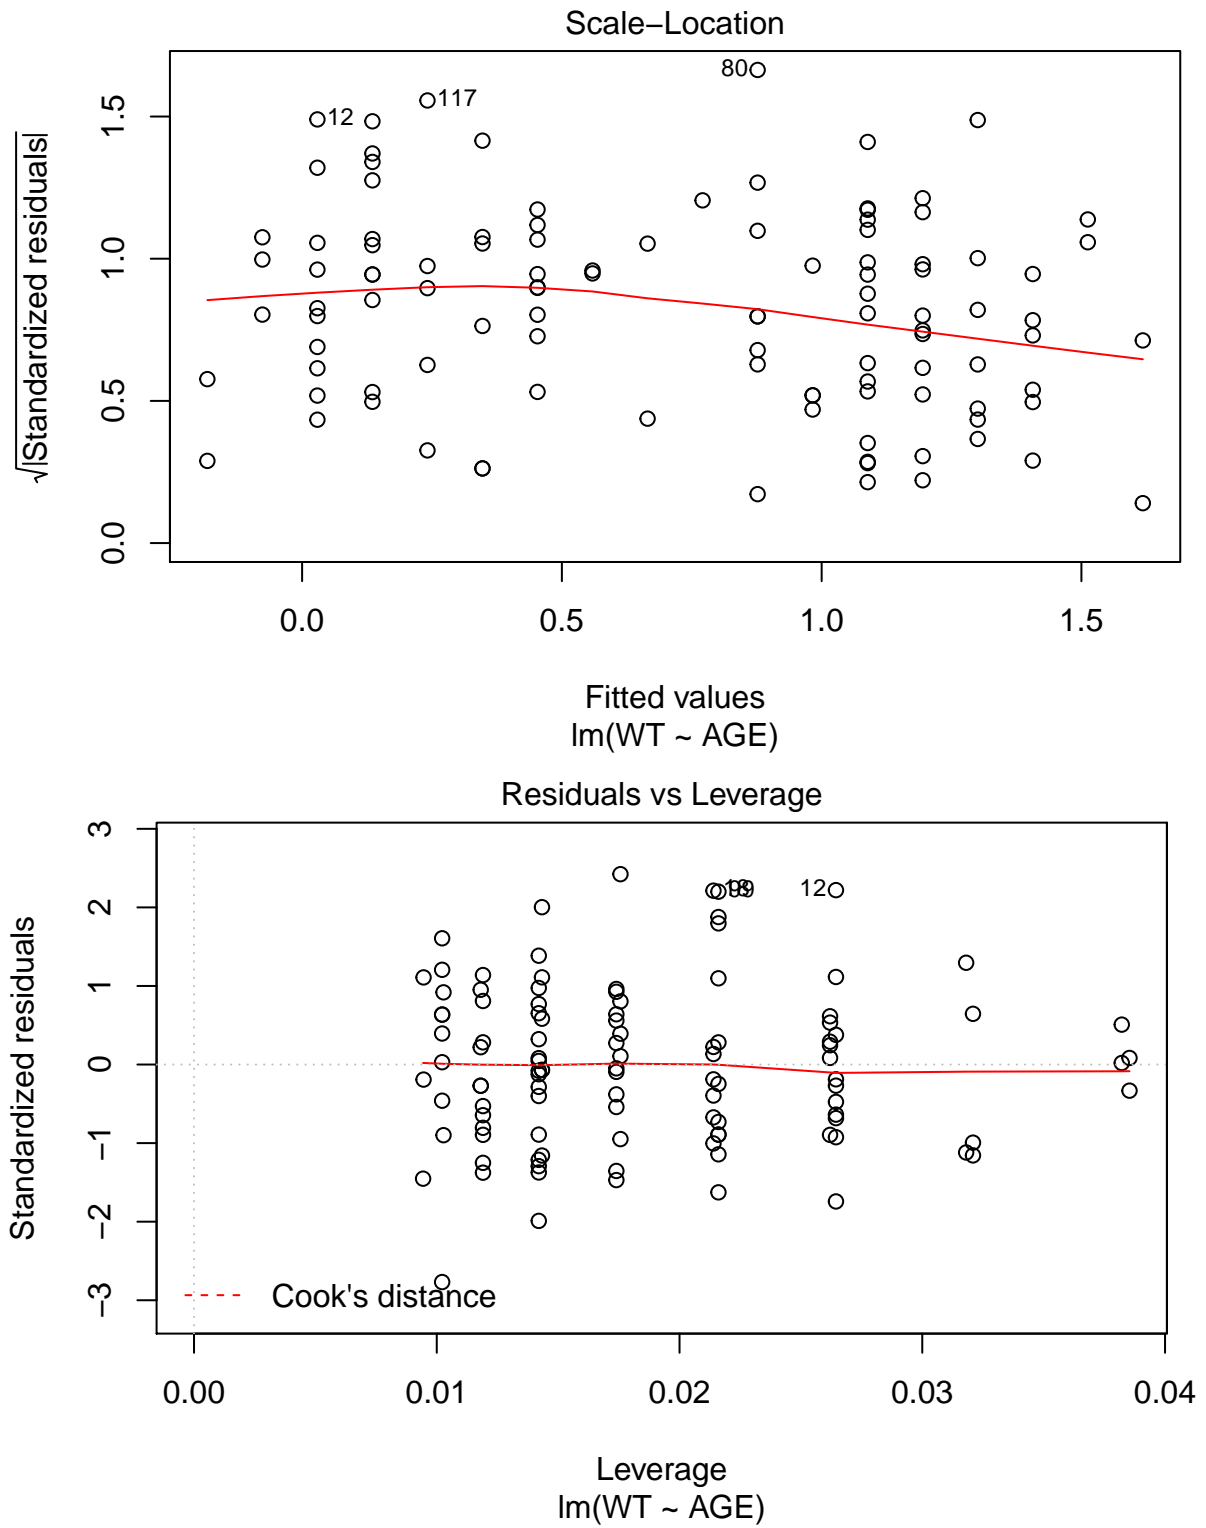 Scale−Location
80
117
12
√|Standardized residuals|
0.0 0.5 1.0 1.5
0.0 0.5 1.0 1.5
Fitted values
lm(WT ~ AGE)
Residuals vs Leverage
12
Standardized residuals
−3 −2 −1 0 1 2 3
Cook's distance
0.00 0.01 0.02 0.03 0.04
Leverage
lm(WT ~ AGE)